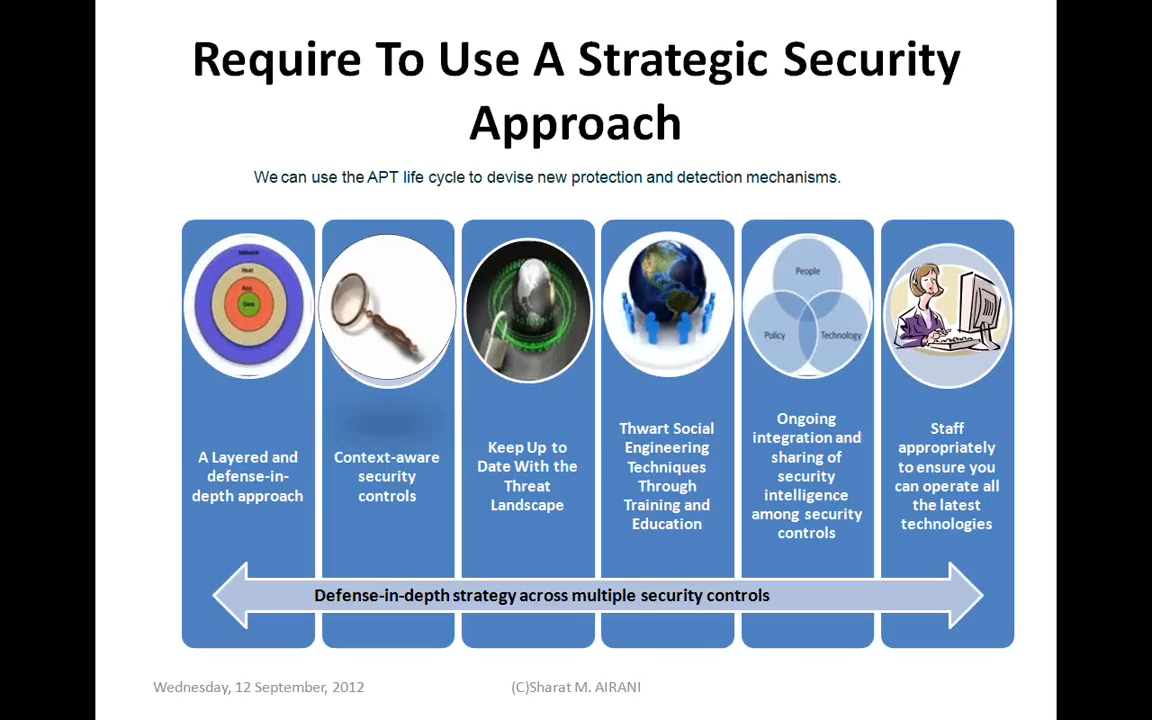 Require To Use A Strategic Security
Approach
We can use the APT life cycle to devise new protection and detection mechanisms.
Network
Host
App.
Data
People
Policy
Technology
A Layered and
defense-in-
depth approach
Context-aware
security
controls
Keep Up to
Date With the
Threat
Landscape
Thwart Social
Engineering
Techniques
Through
Training and
Education
Ongoing
integration and
sharing of
security
intelligence
among security
controls
Staff
appropriately
to ensure you
can operate all
the latest
technologies
Defense-in-depth strategy across multiple security controls
Wednesday, 12 September, 2012
(C)Sharat M. AIRANI